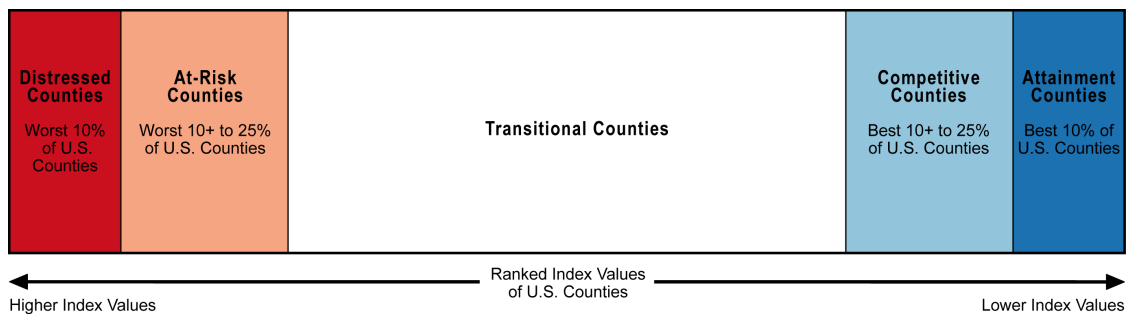 Distressed
Counties
Worst 10%
of U.S.
Counties
At-Risk
Counties
Worst 10+ to 25%
of U.S. Counties
Transitional Counties
Competitive
Counties
Best 10+ to 25%
of U.S. Counties
Attainment
Counties
Best 10% of
U.S. Counties
Ranked Index Values
of U.S. Counties
Higher Index Values
Lower Index Values